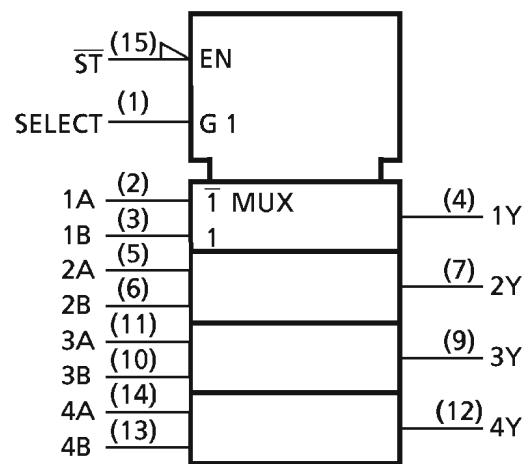 S̅T̅ (15) EN
SELECT (1) G 1
1A (2) 1̅ MUX
(4) 1Y
1B (3) 1
2A (5)
(7) 2Y
2B (6)
3A (11)
(9) 3Y
3B (10)
4A (14)
(12) 4Y
4B (13)